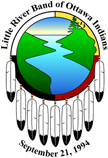 Little River Band of Ottawa Indians
September 21, 1994